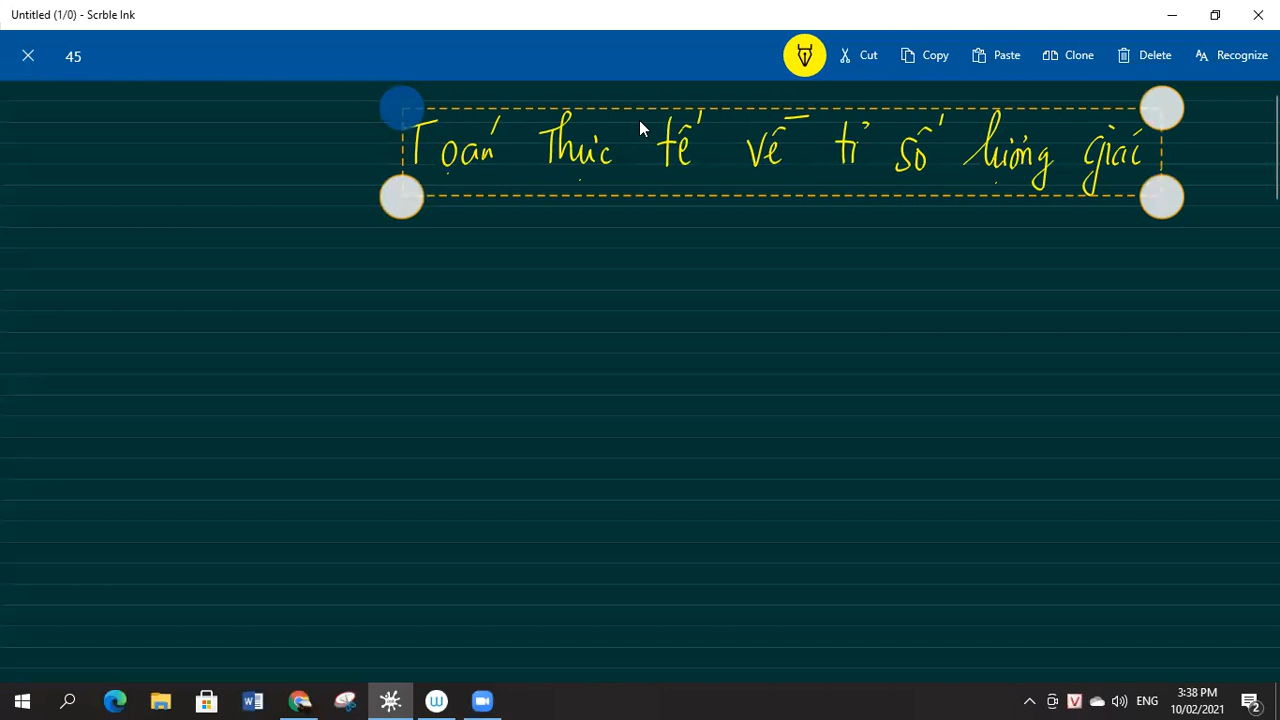 Untitled (1/0) - Scrble Ink
45 Cut Copy Paste Clone Delete Recognize
Toán thực tế về tỉ số lượng giác
3:38 PM
ENG
10/02/2021